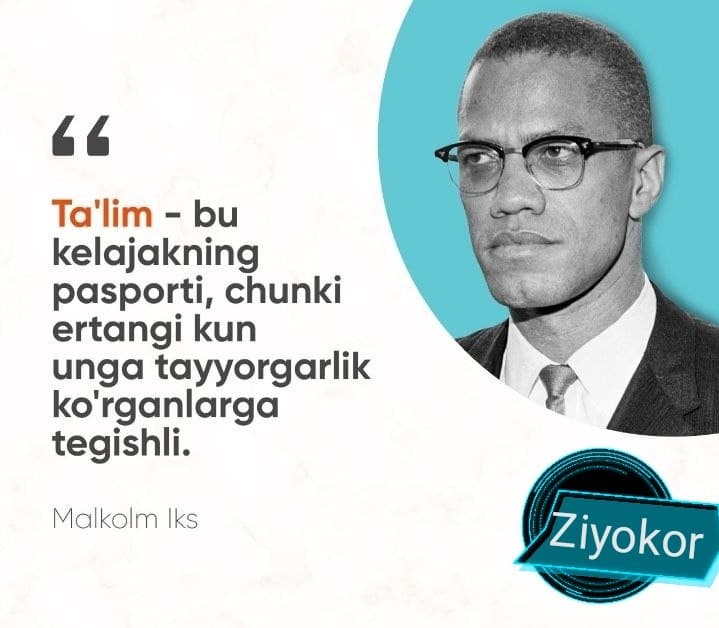 “
Ta'lim - bu
kelajakning
pasporti, chunki
ertangi kun
unga tayyorgarlik
ko'rganlarga
tegishli.
Malkolm Iks
Ziyokor